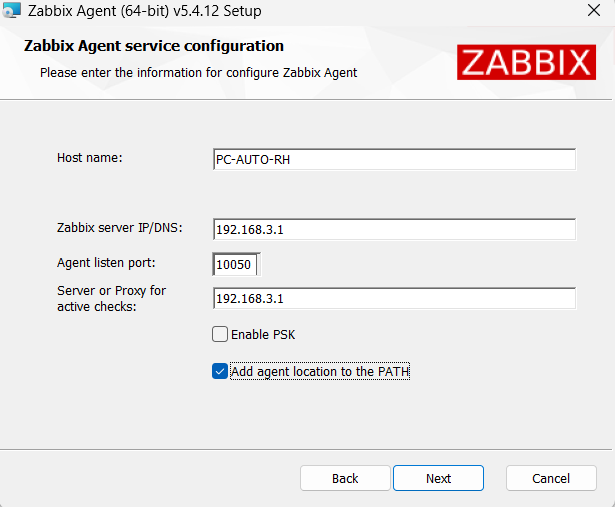 Zabbix Agent (64-bit) v5.4.12 Setup
Zabbix Agent service configuration
Please enter the information for configure Zabbix Agent
ZABBIX
Host name:
PC-AUTO-RH
Zabbix server IP/DNS:
192.168.3.1
Agent listen port:
10050
Server or Proxy for
active checks:
192.168.3.1
Enable PSK
Add agent location to the PATH
Back
Next
Cancel